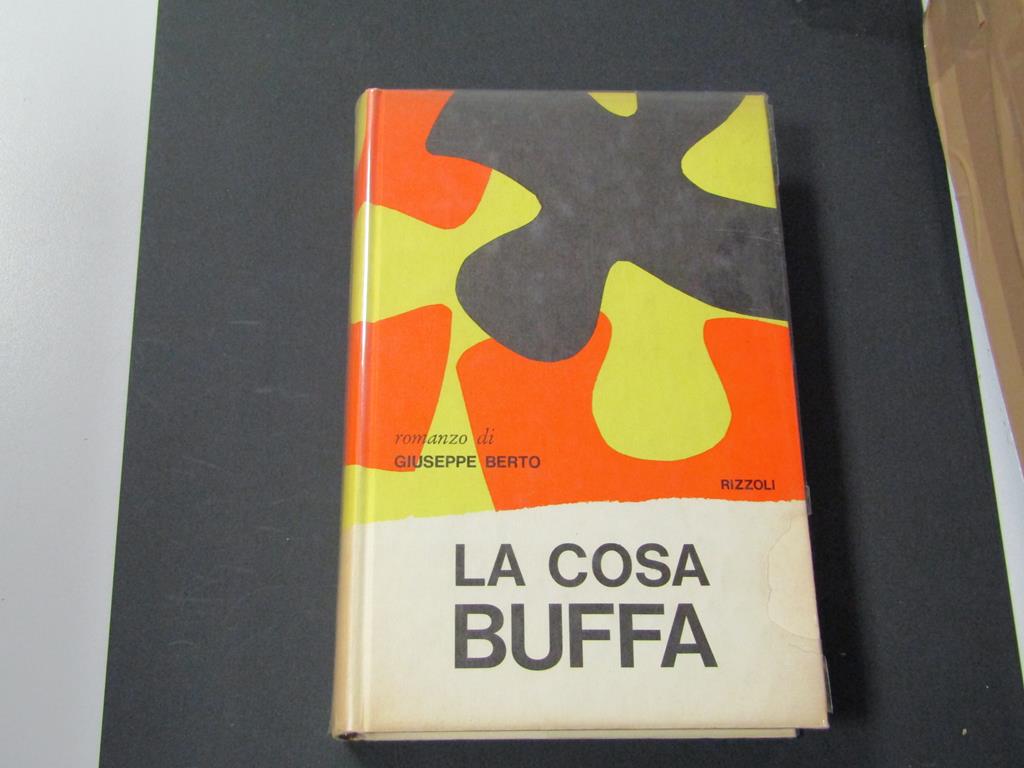 romanzo di
GIUSEPPE BERTO
RIZZOLI
LA COSA
BUFFA